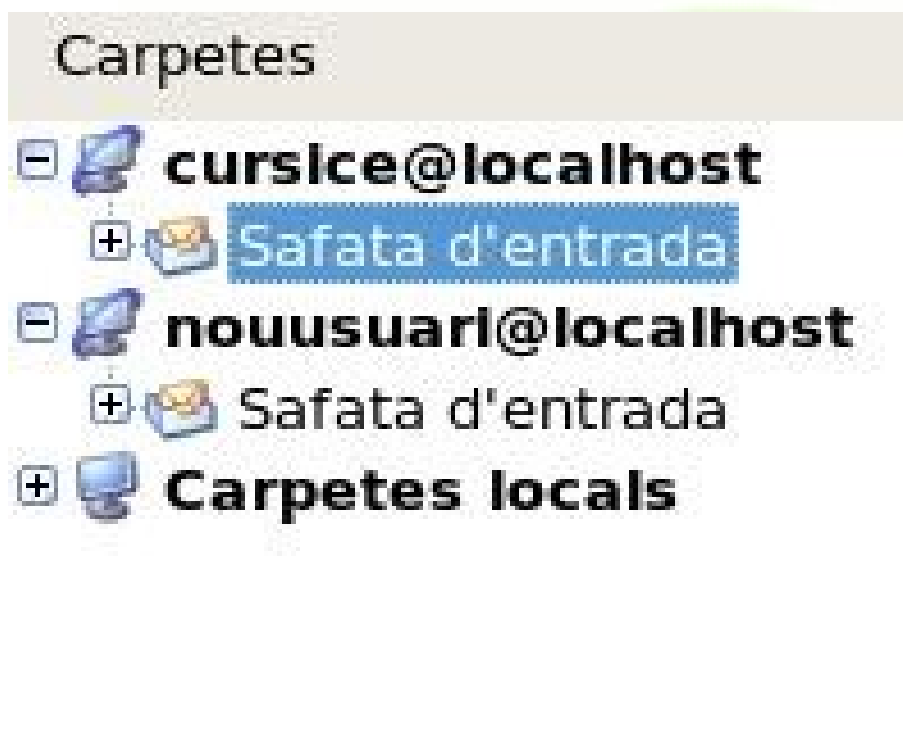 Carpetes
cursice@localhost
Safata d'entrada
nouusuari@localhost
Safata d'entrada
Carpetes locals